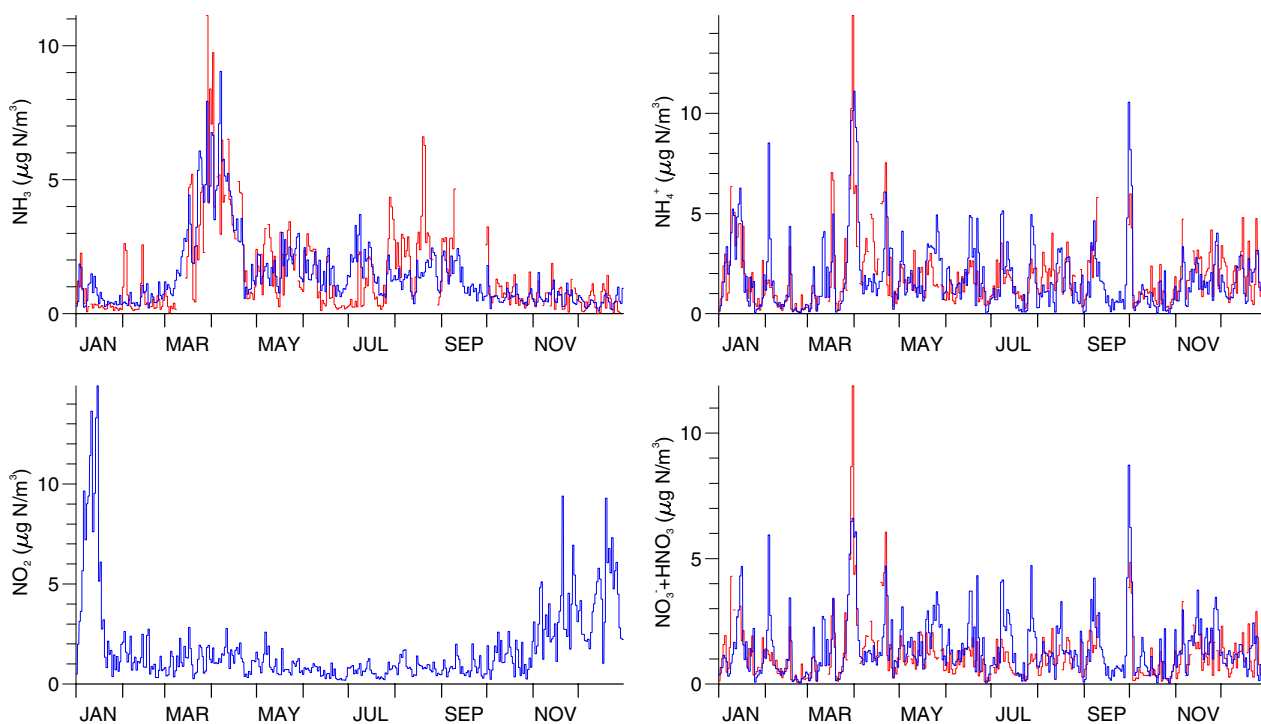 NH₃ (µg N/m³)
10
5
0
JAN MAR MAY JUL SEP NOV
NH₄⁺ (µg N/m³)
10
5
0
JAN MAR MAY JUL SEP NOV
NO₂ (µg N/m³)
10
5
0
JAN MAR MAY JUL SEP NOV
NO₃⁻+HNO₃ (µg N/m³)
10
5
0
JAN MAR MAY JUL SEP NOV